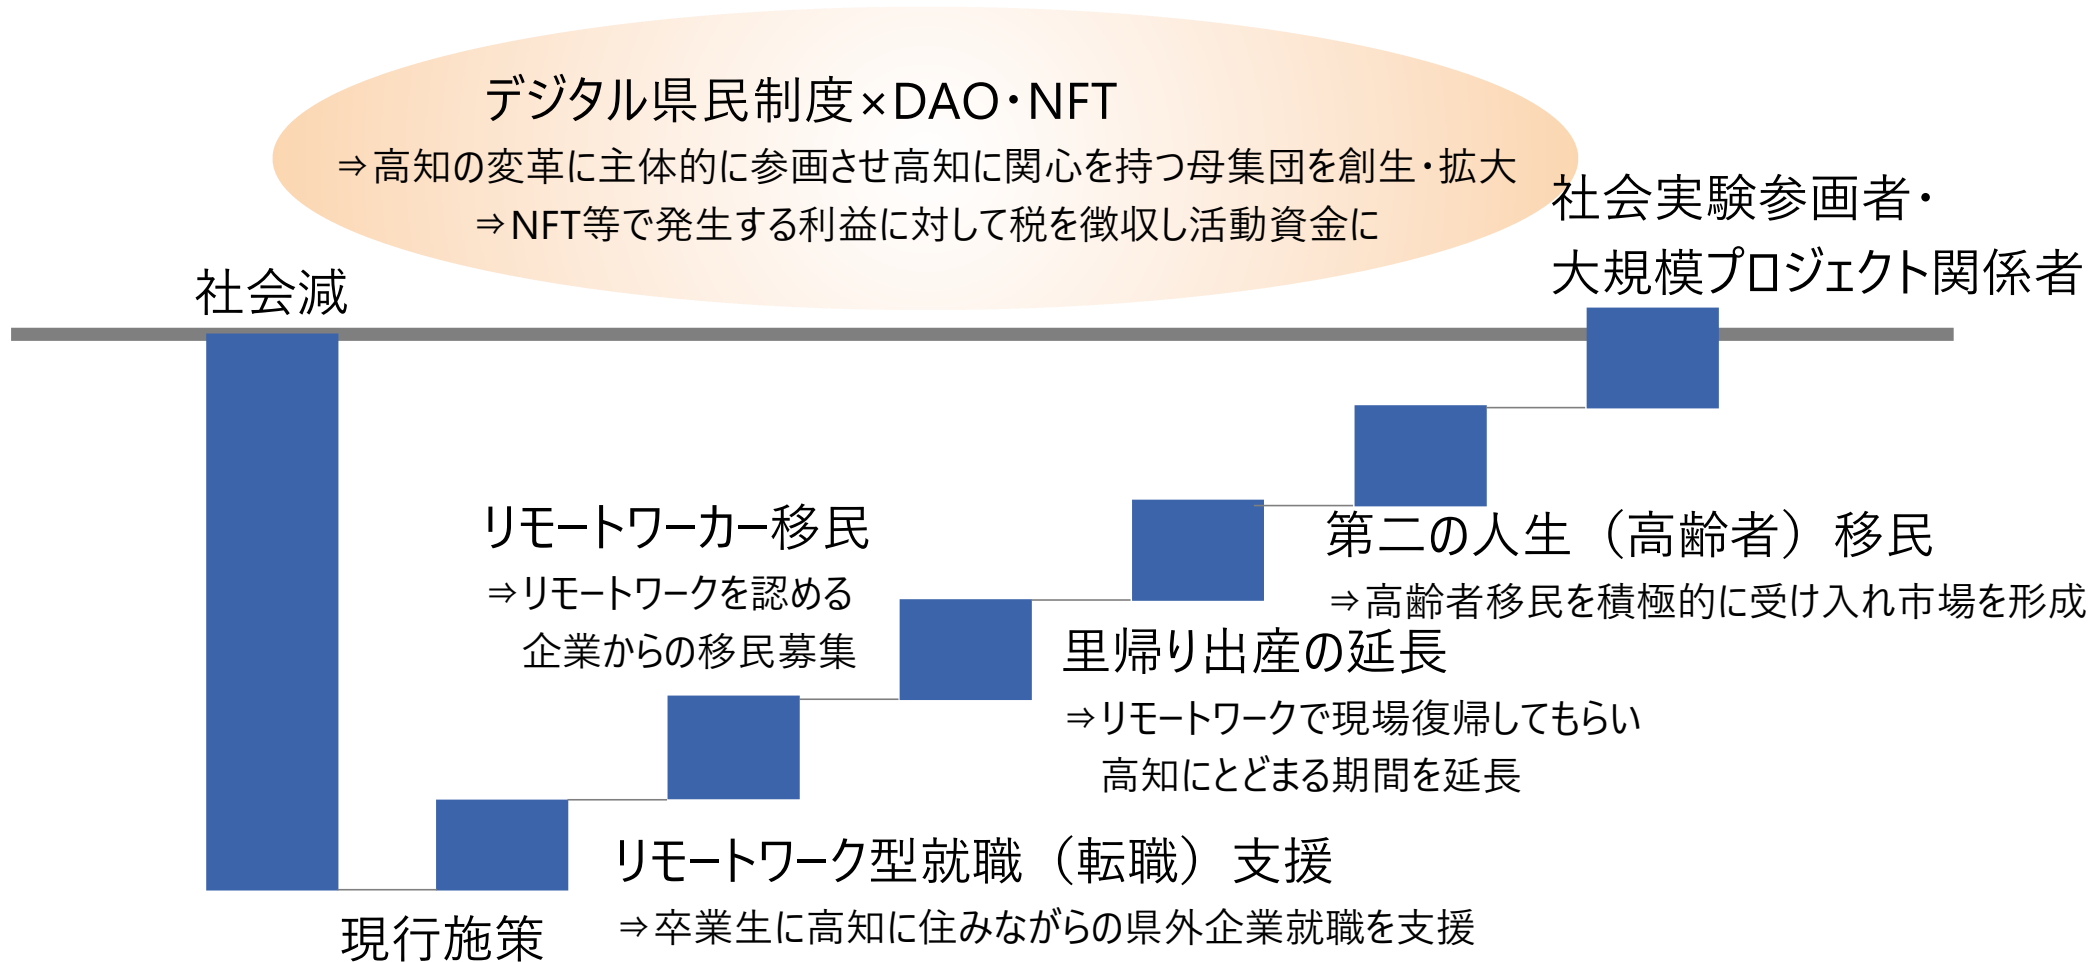 デジタル県民制度×DAO・NFT
⇒高知の変革に主体的に参画させ高知に関心を持つ母集団を創生・拡大
⇒NFT等で発生する利益に対して税を徴収し活動資金に
社会実験参画者・
大規模プロジェクト関係者
社会減
リモートワーカー移民
⇒リモートワークを認める
企業からの移民募集
第二の人生（高齢者）移民
⇒高齢者移民を積極的に受け入れ市場を形成
里帰り出産の延長
⇒リモートワークで現場復帰してもらい
高知にとどまる期間を延長
リモートワーク型就職（転職）支援
⇒卒業生に高知に住みながらの県外企業就職を支援
現行施策